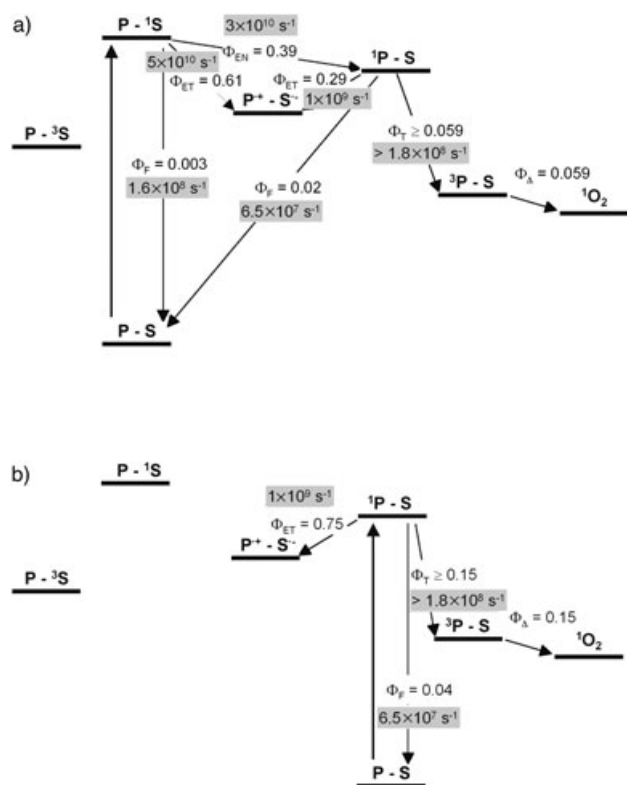 a)
P - ¹S
3×10¹⁰ s⁻¹
Φ_EN = 0.39
5×10¹⁰ s⁻¹
Φ_ET = 0.61
Φ_ET = 0.29
¹P - S
P·⁺ - S·⁻
1×10⁹ s⁻¹
P - ³S
Φ_T ≥ 0.059
> 1.8×10⁸ s⁻¹
Φ_F = 0.003
1.6×10⁸ s⁻¹
Φ_F = 0.02
6.5×10⁷ s⁻¹
³P - S
Φ_Δ = 0.059
¹O₂
P - S
b)
P - ¹S
1×10⁹ s⁻¹
¹P - S
Φ_ET = 0.75
P·⁺ - S·⁻
P - ³S
Φ_T ≥ 0.15
> 1.8×10⁸ s⁻¹
³P - S
Φ_Δ = 0.15
¹O₂
Φ_F = 0.04
6.5×10⁷ s⁻¹
P - S